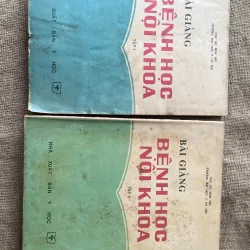 BÀI GIẢNG
BỆNH HỌC
NỘI KHOA
TẬP I
XUẤT BẢN Y HỌC
BÀI GIẢNG
BỆNH HỌC
NỘI KHOA
NHÀ XUẤT BẢN Y HỌC